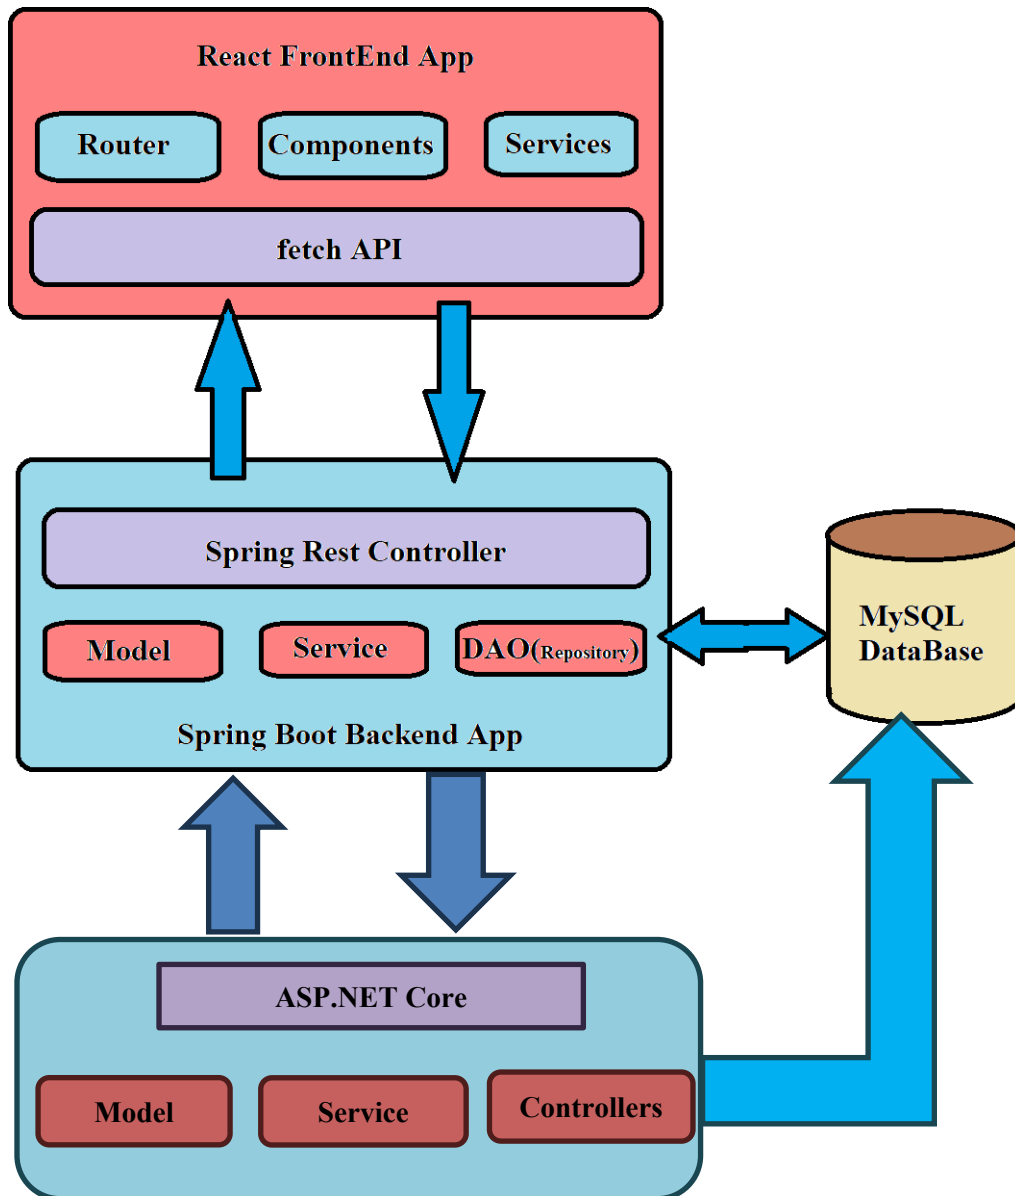 React FrontEnd App
Router
Components
Services
fetch API
Spring Rest Controller
Model
Service
DAO(Repository)
Spring Boot Backend App
MySQL
DataBase
ASP.NET Core
Model
Service
Controllers